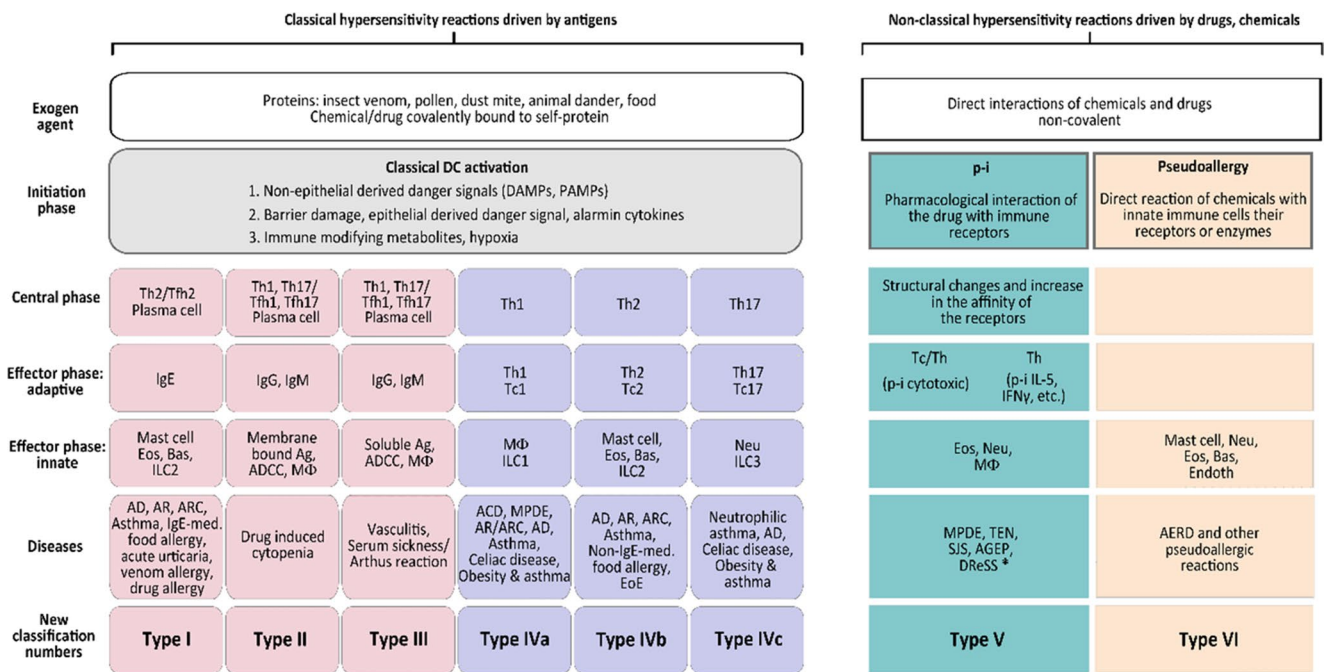 Classical hypersensitivity reactions driven by antigens
Non-classical hypersensitivity reactions driven by drugs, chemicals
Exogen
agent
Proteins: insect venom, pollen, dust mite, animal dander, food
Chemical/drug covalently bound to self-protein
Direct interactions of chemicals and drugs
non-covalent
Initiation
phase
Classical DC activation
1. Non-epithelial derived danger signals (DAMPs, PAMPs)
2. Barrier damage, epithelial derived danger signal, alarmin cytokines
3. Immune modifying metabolites, hypoxia
p-i
Pharmacological interaction of
the drug with immune
receptors
Pseudoallergy
Direct reaction of chemicals with
innate immune cells their
receptors or enzymes
Central phase
Th2/Tfh2
Plasma cell
Th1, Th17/
Tfh1, Tfh17
Plasma cell
Th1, Th17/
Tfh1, Tfh17
Plasma cell
Th1
Th2
Th17
Structural changes and increase
in the affinity of
the receptors
Effector phase:
adaptive
IgE
IgG, IgM
IgG, IgM
Th1
Tc1
Th2
Tc2
Th17
Tc17
Tc/Th
(p-i cytotoxic)
Th
(p-i IL-5,
IFNγ, etc.)
Effector phase:
innate
Mast cell
Eos, Bas,
ILC2
Membrane
bound Ag,
ADCC, MΦ
Soluble Ag,
ADCC, MΦ
MΦ
ILC1
Mast cell,
Eos, Bas,
ILC2
Neu
ILC3
Eos, Neu,
MΦ
Mast cell, Neu,
Eos, Bas,
Endoth
Diseases
AD, AR, ARC,
Asthma, IgE-med.
food allergy,
acute urticaria,
venom allergy,
drug allergy
Drug induced
cytopenia
Vasculitis,
Serum sickness/
Arthus reaction
ACD, MPDE,
AR/ARC, AD,
Asthma,
Celiac disease,
Obesity & asthma
AD, AR, ARC,
Asthma,
Non-IgE-med.
food allergy,
EoE
Neutrophilic
asthma, AD,
Celiac disease,
Obesity &
asthma
MPDE, TEN,
SJS, AGEP,
DReSS *
AERD and other
pseudoallergic
reactions
New
classification
numbers
Type I
Type II
Type III
Type IVa
Type IVb
Type IVc
Type V
Type VI